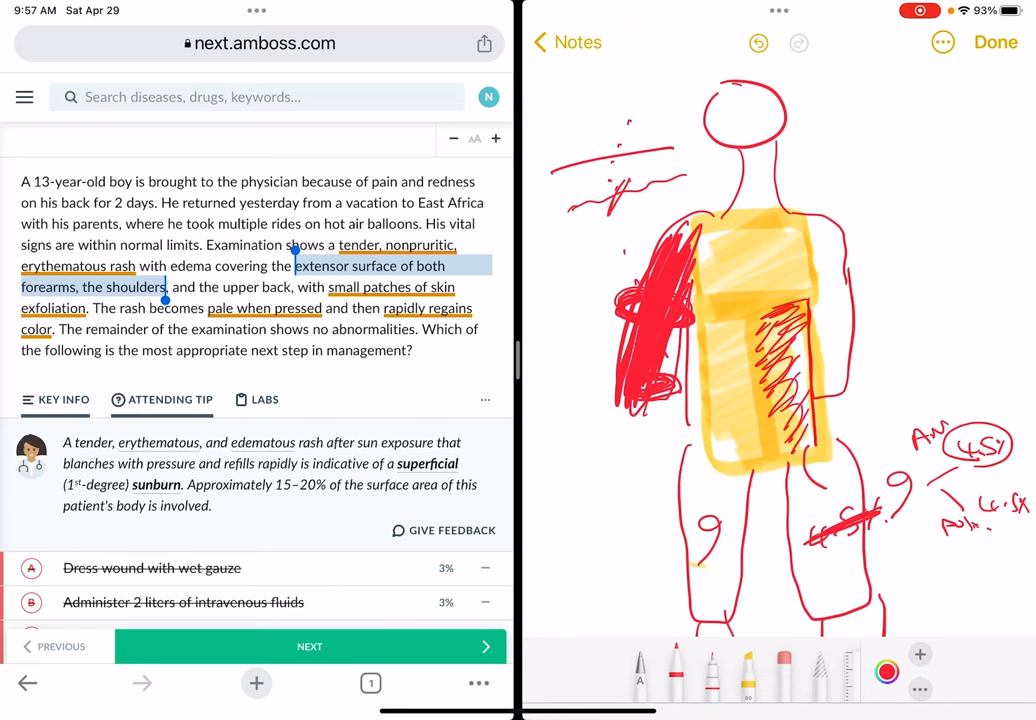 9:57 AM Sat Apr 29
93%
next.amboss.com
Notes
Done
Search diseases, drugs, keywords...
N
− AA +
A 13-year-old boy is brought to the physician because of pain and redness
on his back for 2 days. He returned yesterday from a vacation to East Africa
with his parents, where he took multiple rides on hot air balloons. His vital
signs are within normal limits. Examination shows a tender, nonpruritic,
erythematous rash with edema covering the extensor surface of both
forearms, the shoulders, and the upper back, with small patches of skin
exfoliation. The rash becomes pale when pressed and then rapidly regains
color. The remainder of the examination shows no abnormalities. Which of
the following is the most appropriate next step in management?
KEY INFO
ATTENDING TIP
LABS
A tender, erythematous, and edematous rash after sun exposure that
blanches with pressure and refills rapidly is indicative of a superficial
(1st-degree) sunburn. Approximately 15–20% of the surface area of this
patient's body is involved.
GIVE FEEDBACK
A Dress wound with wet gauze 3%
B Administer 2 liters of intravenous fluids 3%
PREVIOUS
NEXT
1
4.5%
9
4.5%
9
A
80